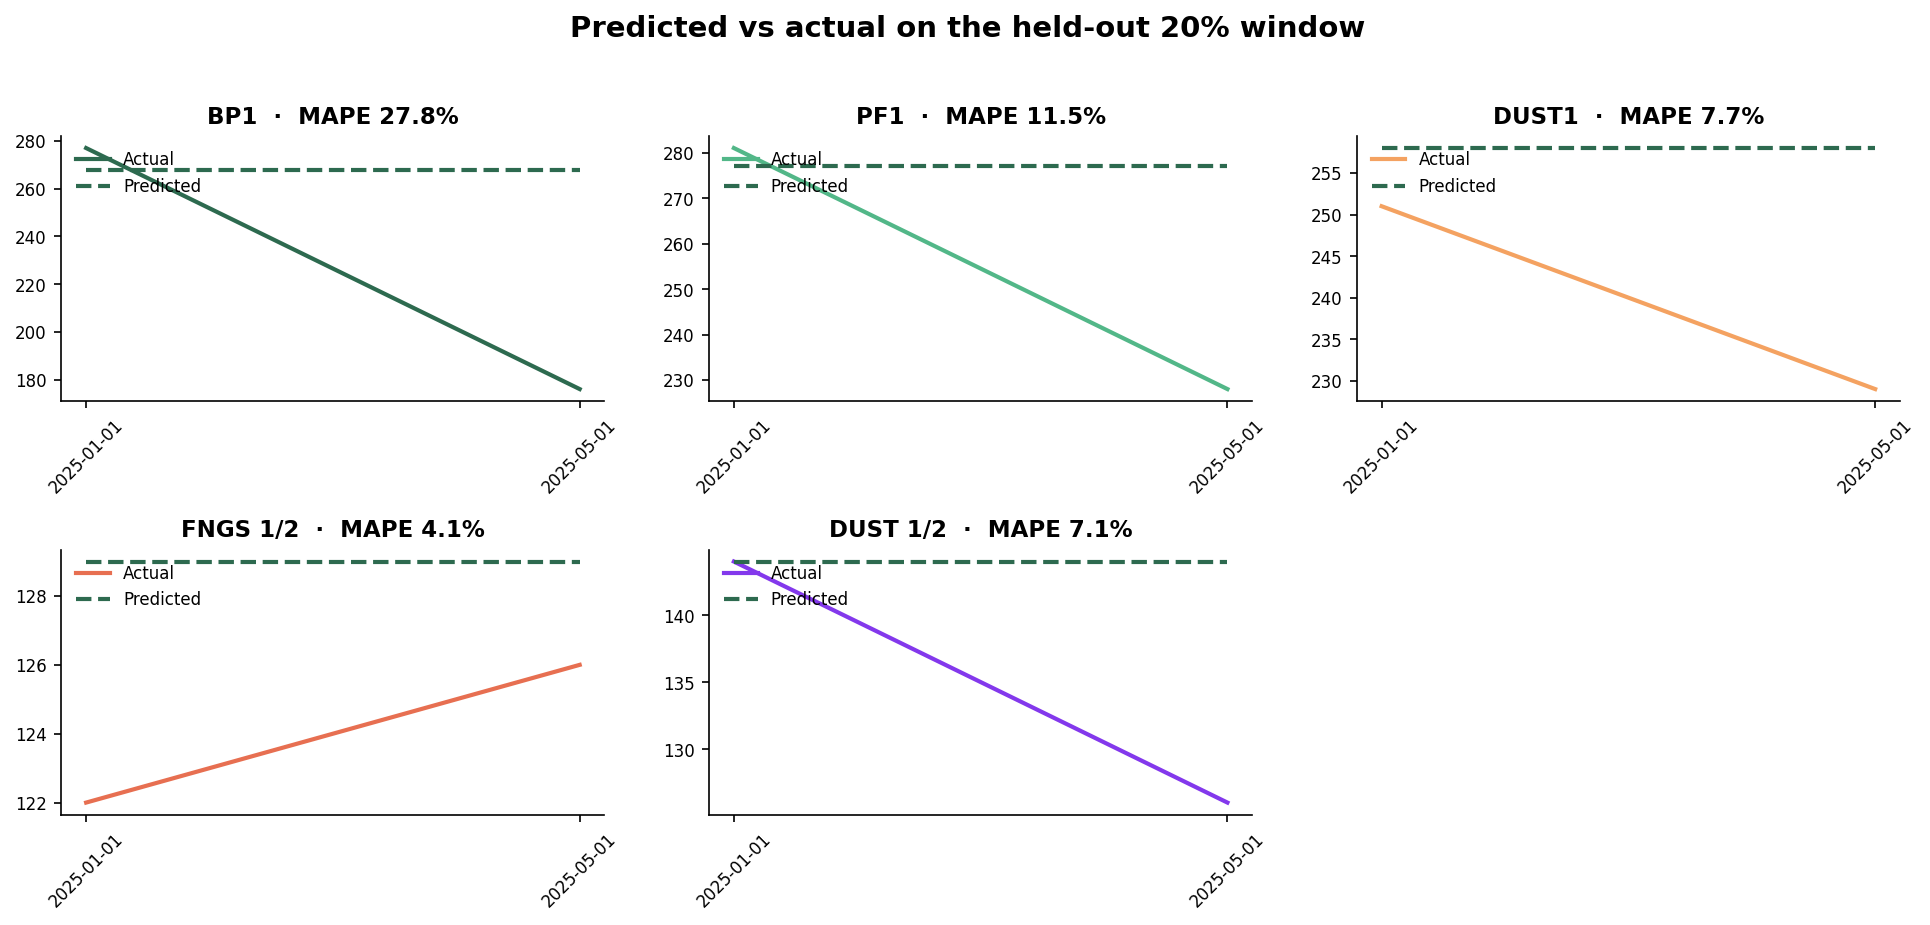 Predicted vs actual on the held-out 20% window
BP1 · MAPE 27.8%
280
260
240
220
200
180
Actual
Predicted
2025-01-01
2025-05-01
PF1 · MAPE 11.5%
280
270
260
250
240
230
Actual
Predicted
2025-01-01
2025-05-01
DUST1 · MAPE 7.7%
255
250
245
240
235
230
Actual
Predicted
2025-01-01
2025-05-01
FNGS 1/2 · MAPE 4.1%
128
126
124
122
Actual
Predicted
2025-01-01
2025-05-01
DUST 1/2 · MAPE 7.1%
140
135
130
Actual
Predicted
2025-01-01
2025-05-01